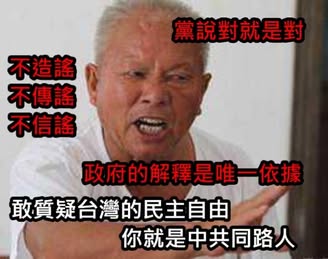 黨說對就是對
不造謠
不傳謠
不信謠
政府的解釋是唯一依據
敢質疑台灣的民主自由
你就是中共同路人